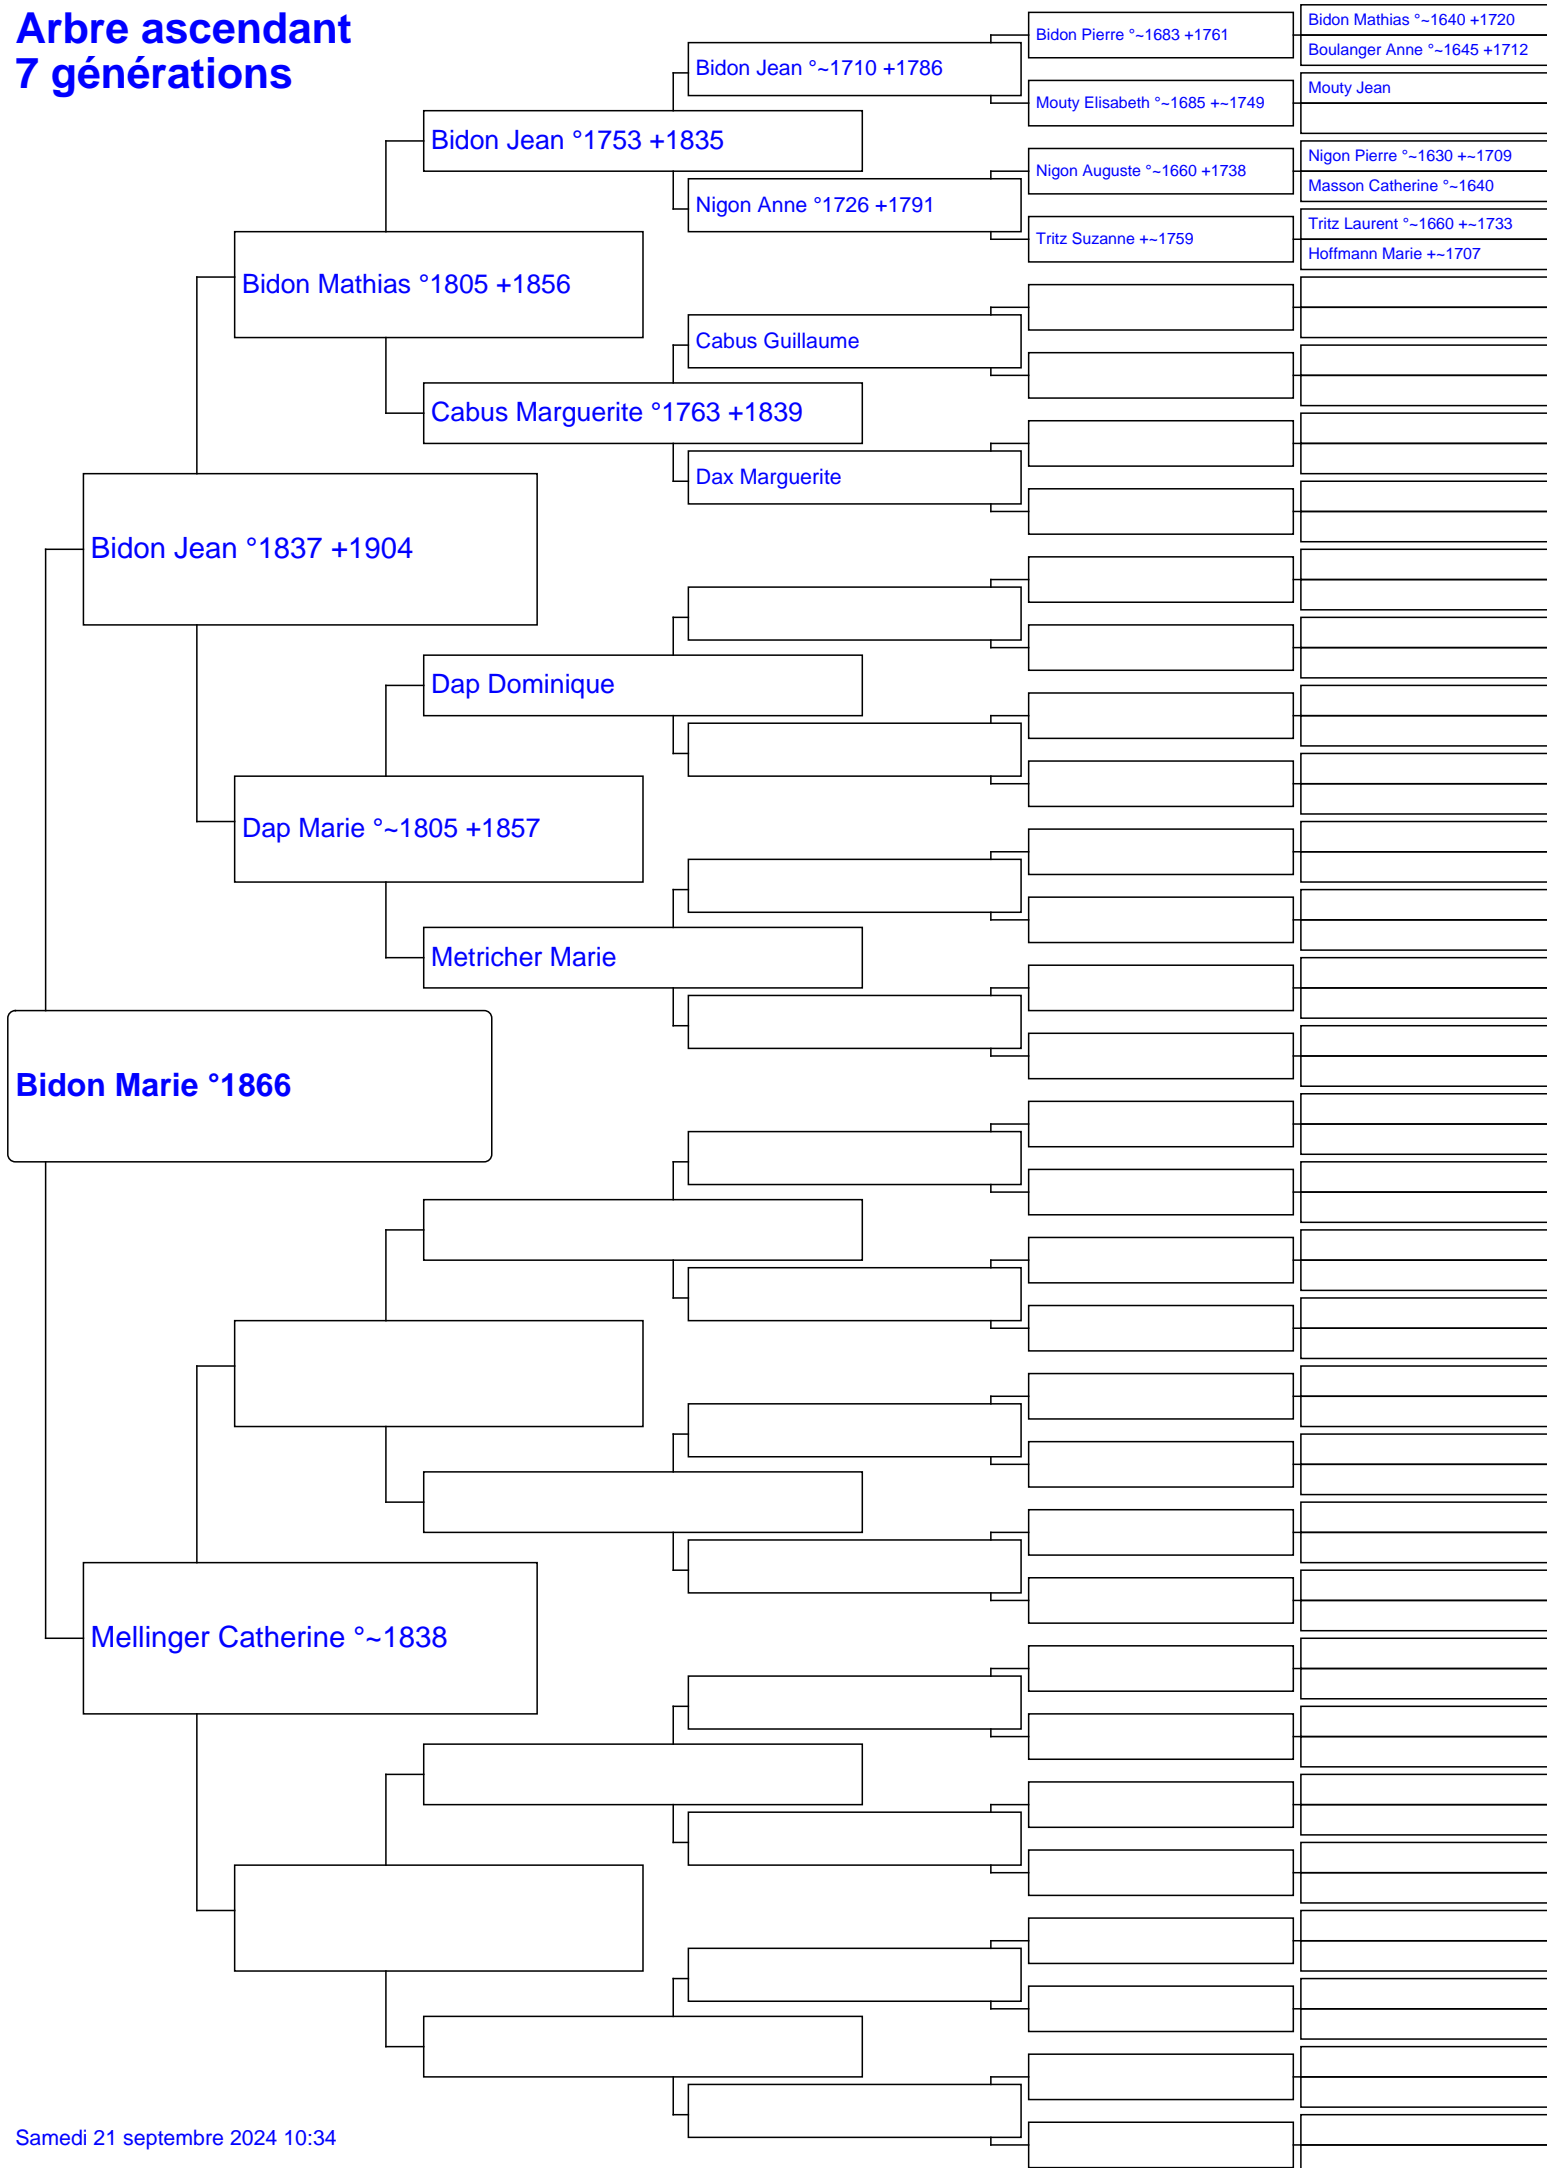 Arbre ascendant
7 générations
Bidon Marie °1866
Bidon Jean °1837 +1904
Mellinger Catherine °~1838
Bidon Mathias °1805 +1856
Dap Marie °~1805 +1857
Bidon Jean °1753 +1835
Cabus Marguerite °1763 +1839
Dap Dominique
Metricher Marie
Bidon Jean °~1710 +1786
Nigon Anne °1726 +1791
Cabus Guillaume
Dax Marguerite
Bidon Pierre °~1683 +1761
Mouty Elisabeth °~1685 +~1749
Nigon Auguste °~1660 +1738
Tritz Suzanne +~1759
Bidon Mathias °~1640 +1720
Boulanger Anne °~1645 +1712
Mouty Jean
Nigon Pierre °~1630 +~1709
Masson Catherine °~1640
Tritz Laurent °~1660 +~1733
Hoffmann Marie +~1707
Samedi 21 septembre 2024 10:34